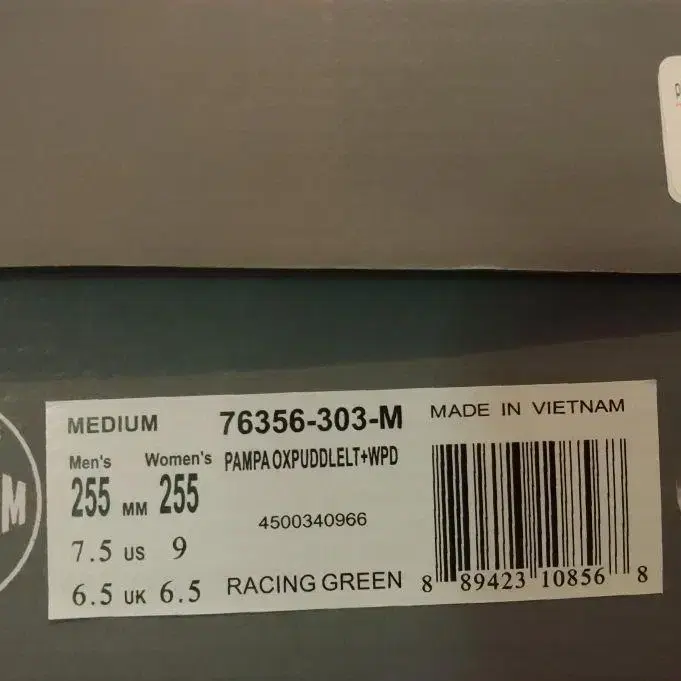 MEDIUM 76356-303-M MADE IN VIETNAM
Men's Women's PAMPA OXPUDDLELT+WPD
255 MM 255
4500340966
7.5 US 9
6.5 UK 6.5 RACING GREEN
8 89423 10856 8
M